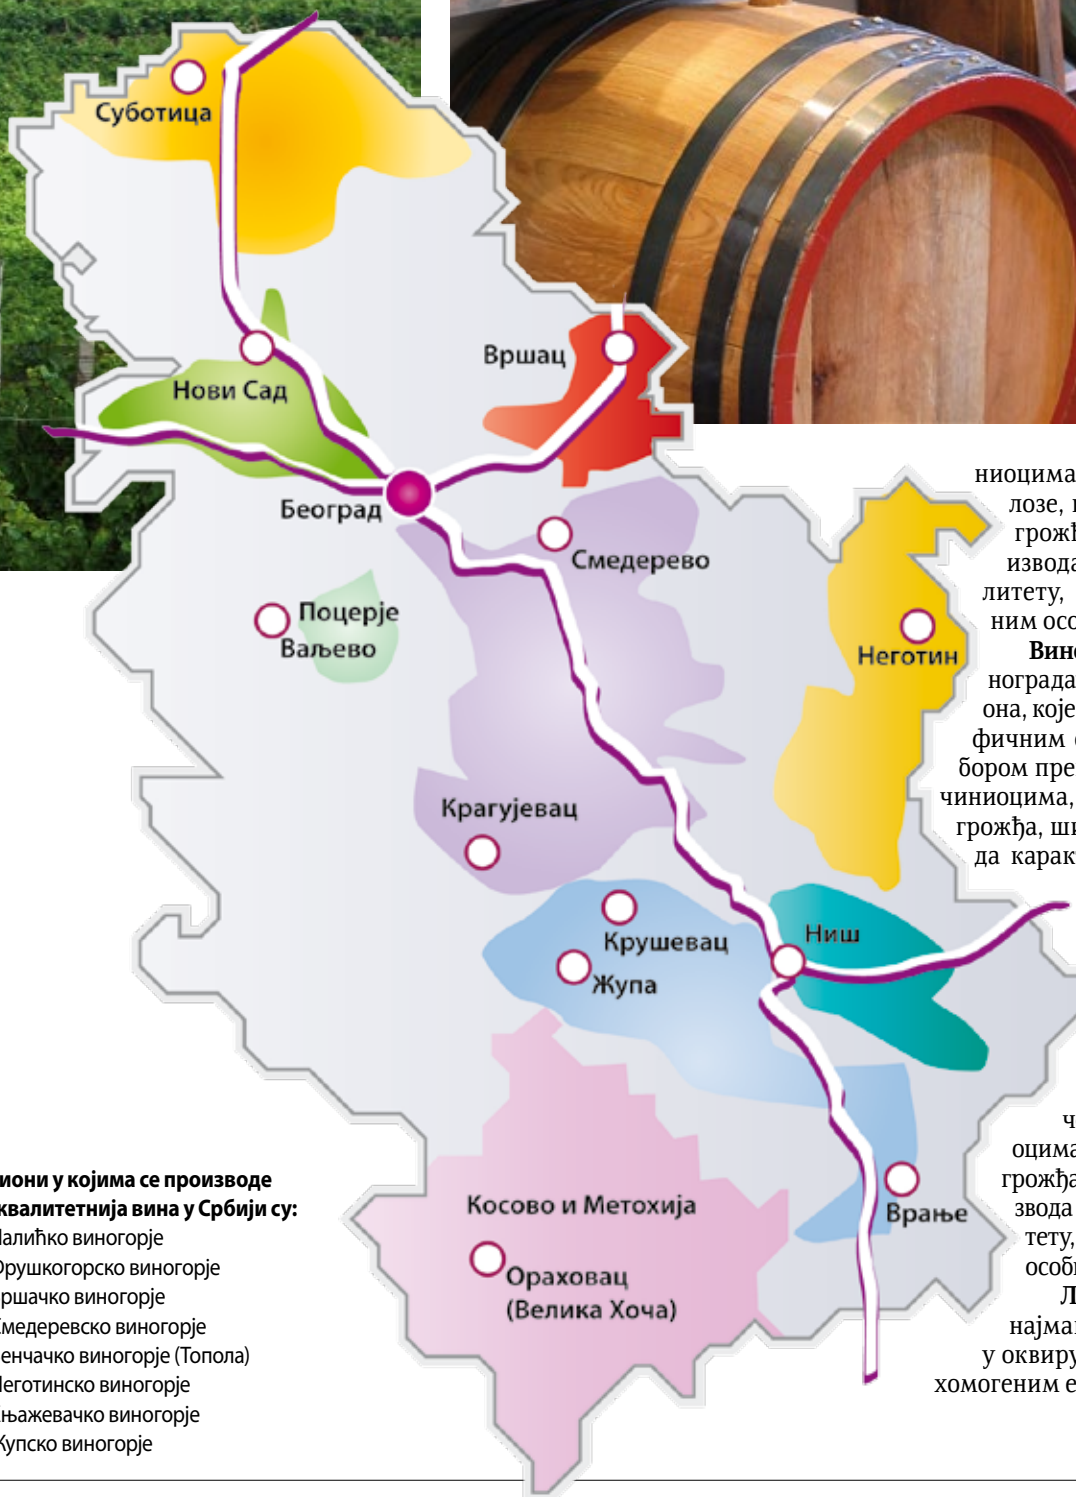 Суботица
Вршац
Нови Сад
Београд
Смедерево
Поцерје
Ваљево
Неготин
Крагујевац
Крушевац
Жупа
Ниш
Врање
Косово и Метохија
Ораховац
(Велика Хоча)
ниоцима
лозе,
грожђ
извода
литету,
ним осо
Вин
нограда
она, које
фичним
бором пре
чиниоцима,
грожђа, ши
да каракт
ч
оцима
грожђа
звода
тету,
особи
Л
најма
у оквиру
хомогеним е
иони у којима се производе
квалитетнија вина у Србији су:
алићко виногорје
рушкогорско виногорје
ршачко виногорје
медеревско виногорје
енчачко виногорје (Топола)
еготинско виногорје
њажевачко виногорје
упско виногорје